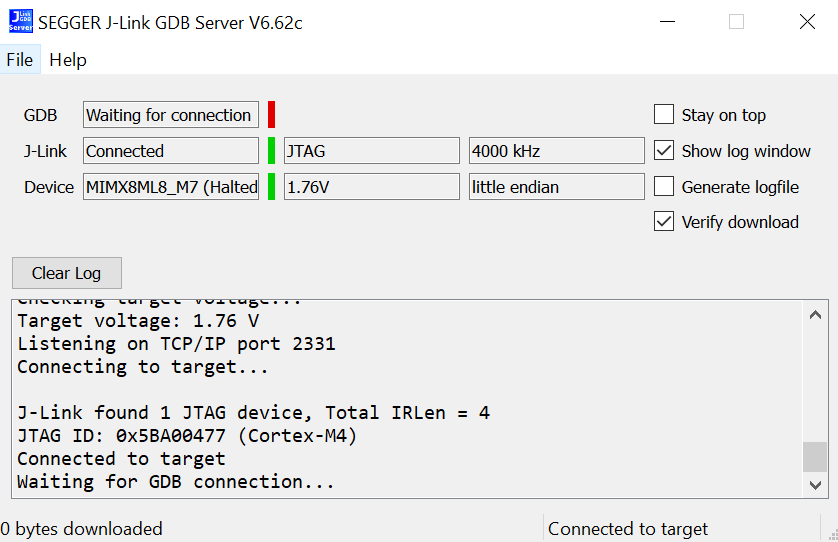 J Link
GDB
Server
SEGGER J-Link GDB Server V6.62c
File Help
GDB Waiting for connection Stay on top
J-Link Connected JTAG 4000 kHz Show log window
Device MIMX8ML8_M7 (Halted 1.76V little endian Generate logfile
Verify download
Clear Log
Checking target voltage...
Target voltage: 1.76 V
Listening on TCP/IP port 2331
Connecting to target...
J-Link found 1 JTAG device, Total IRLen = 4
JTAG ID: 0x5BA00477 (Cortex-M4)
Connected to target
Waiting for GDB connection...
0 bytes downloaded Connected to target